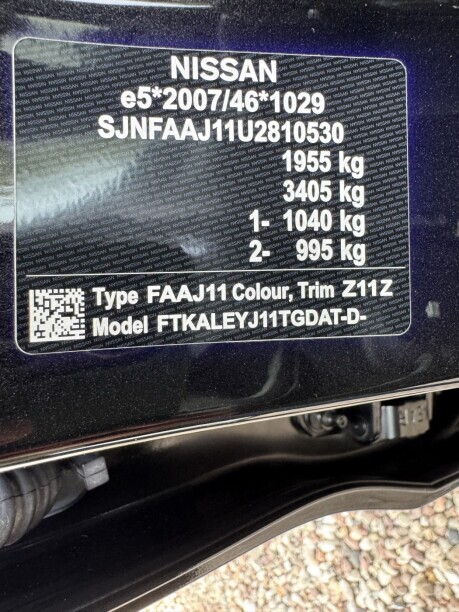 NISSAN
e5*2007/46*1029
SJNFAAJ11U2810530
1955 kg
3405 kg
1- 1040 kg
2- 995 kg
Type FAAJ11 Colour, Trim Z11 Z
Model FTKALEYJ11TGDAT-D-